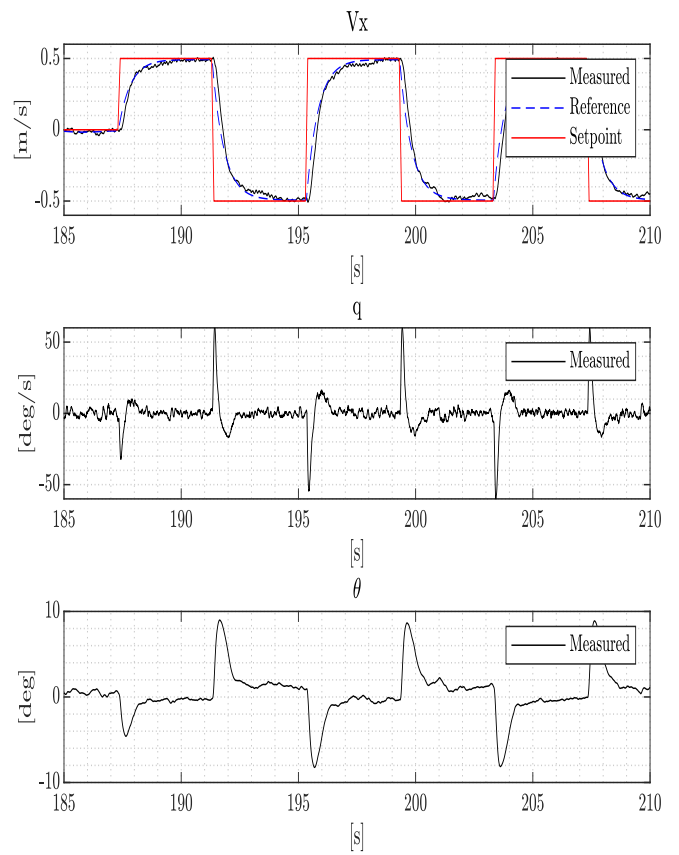 Vx
0.5
0
-0.5
[m/s]
Measured
Reference
Setpoint
185 190 195 200 205 210
[s]
q
50
0
-50
[deg/s]
Measured
185 190 195 200 205 210
[s]
θ
10
0
-10
[deg]
Measured
185 190 195 200 205 210
[s]